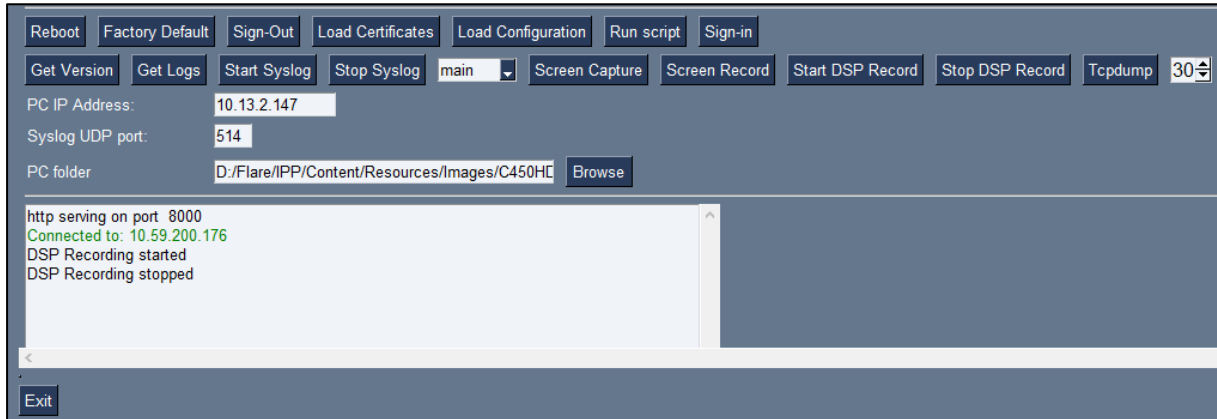 Reboot Factory Default Sign-Out Load Certificates Load Configuration Run script Sign-in
Get Version Get Logs Start Syslog Stop Syslog main Screen Capture Screen Record Start DSP Record Stop DSP Record Tcpdump 30
PC IP Address: 10.13.2.147
Syslog UDP port: 514
PC folder D:/Flare/IPP/Content/Resources/Images/C450HD Browse
http serving on port 8000
Connected to: 10.59.200.176
DSP Recording started
DSP Recording stopped
Exit